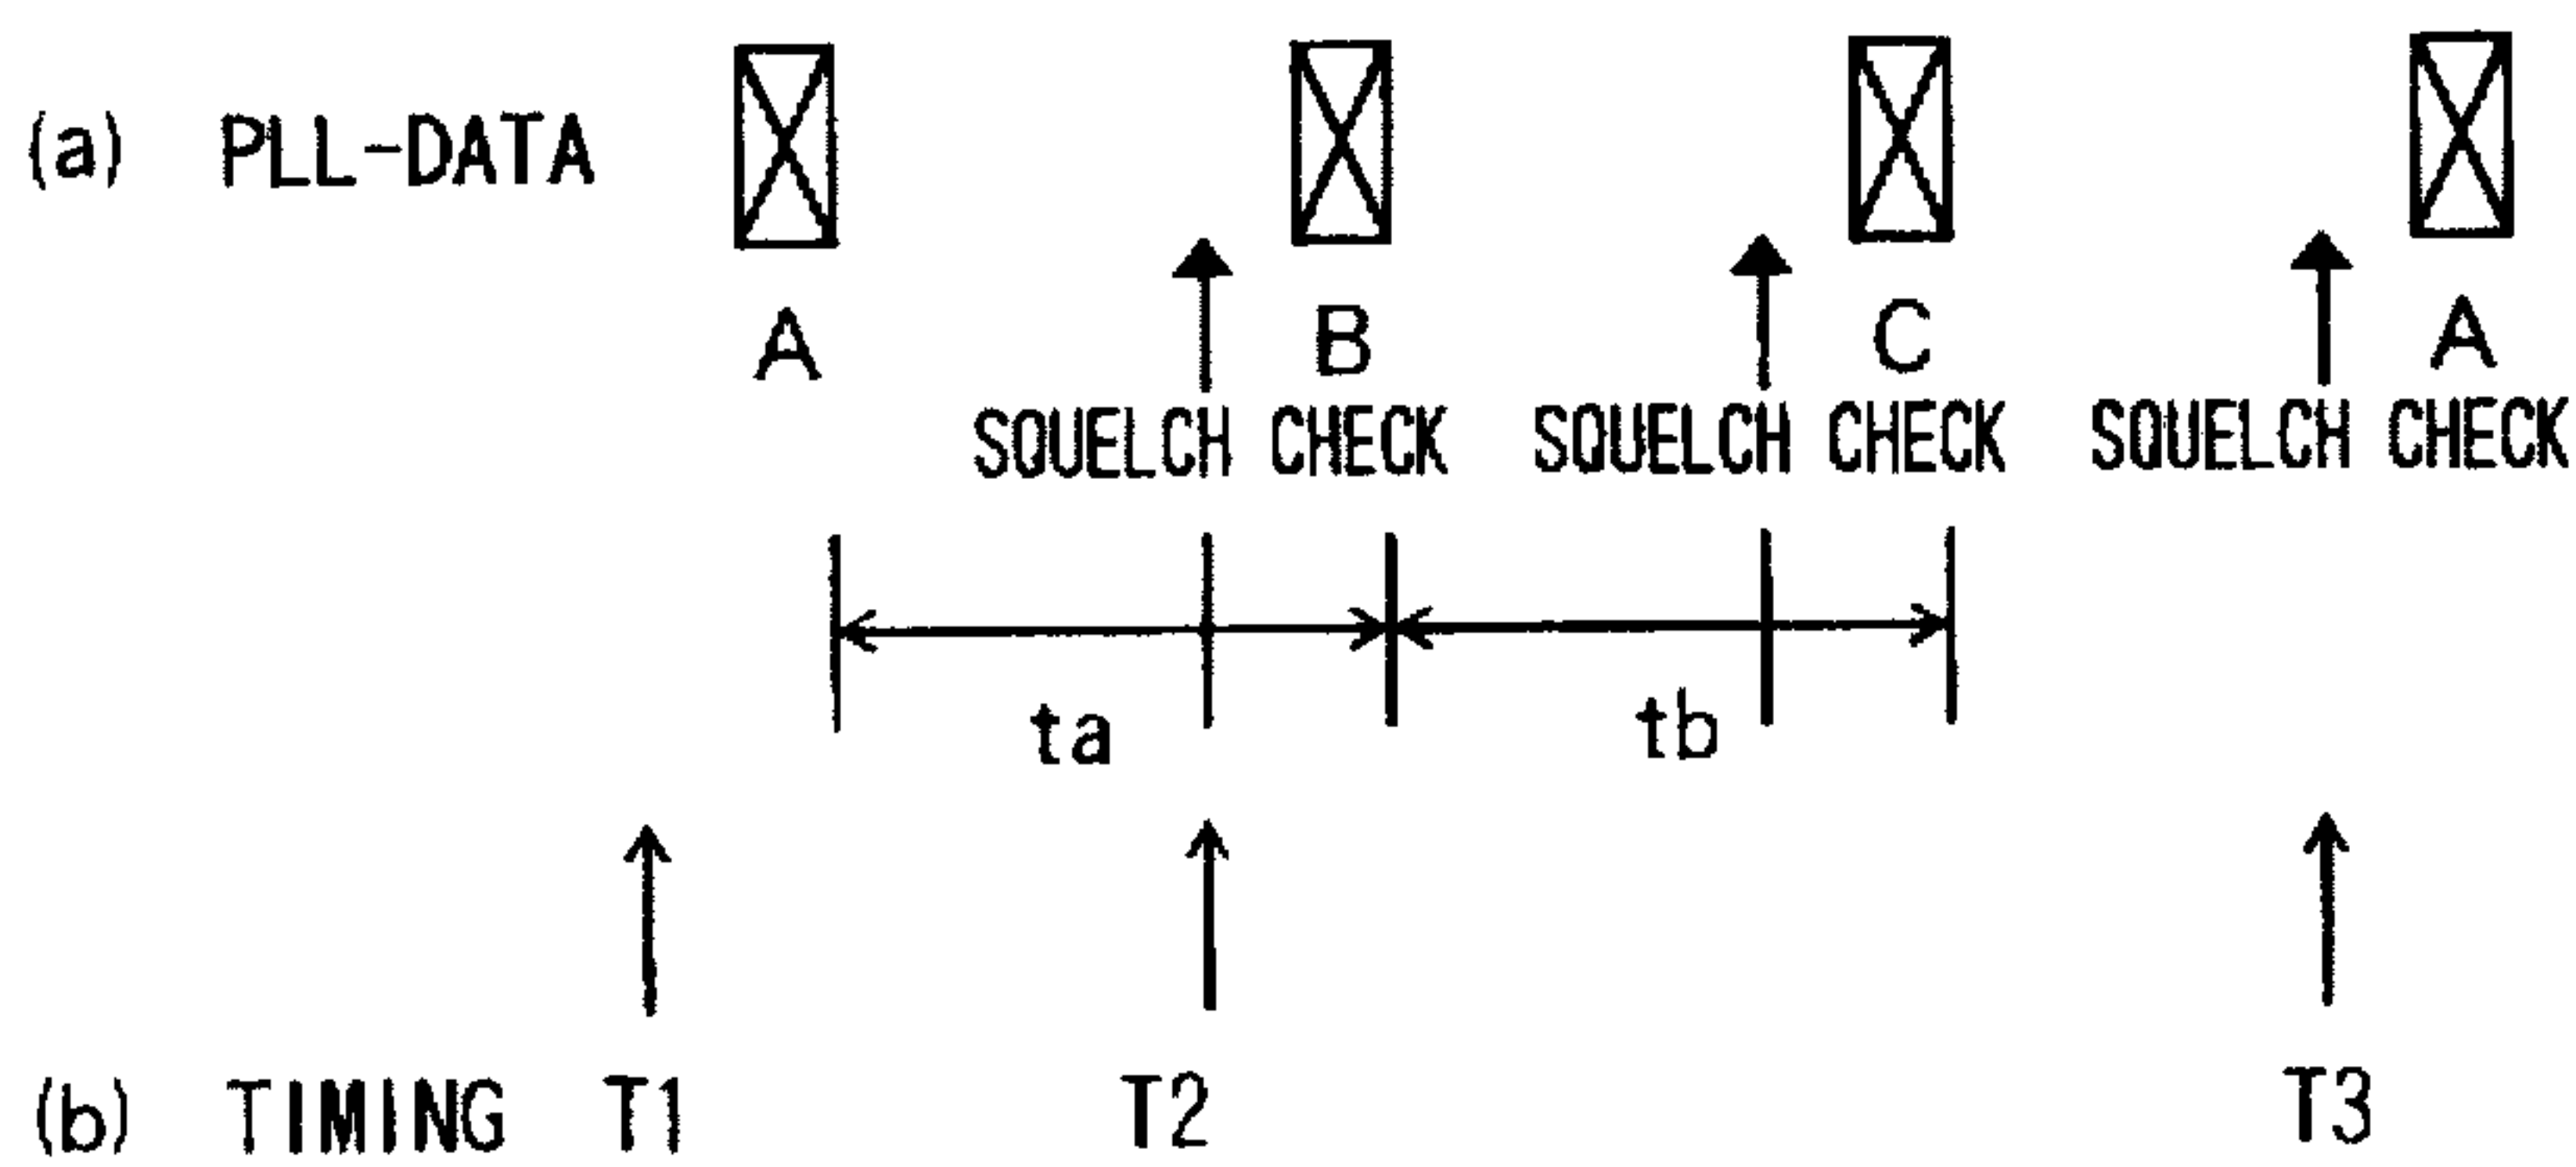 (a) PLL-DATA
A B C A
SQUELCH CHECK SQUELCH CHECK SQUELCH CHECK
ta tb
(b) TIMING T1 T2 T3